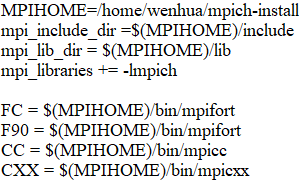 MPIHOME=/home/wenhua/mpich-install
mpi_include_dir =$(MPIHOME)/include
mpi_lib_dir = $(MPIHOME)/lib
mpi_libraries += -lmpich

FC = $(MPIHOME)/bin/mpifort
F90 = $(MPIHOME)/bin/mpifort
CC = $(MPIHOME)/bin/mpicc
CXX = $(MPIHOME)/bin/mpicxx